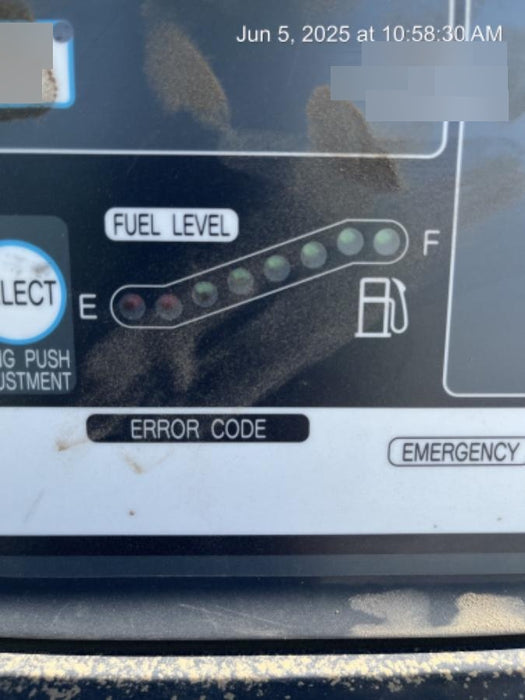 Jun 5, 2025 at 10:58:30 AM
FUEL LEVEL
F
LECT
E
NG PUSH
USTMENT
ERROR CODE
EMERGENCY